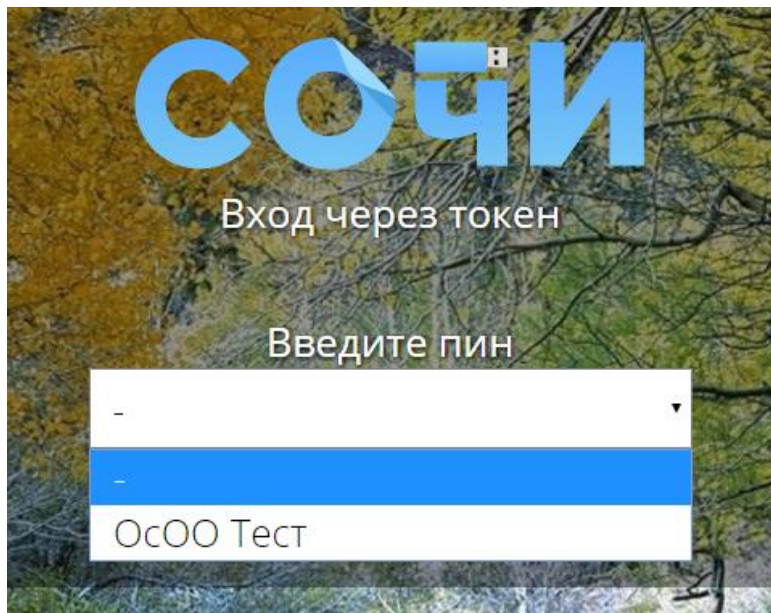 СОЧИ
Вход через токен
Введите пин
-
-
ОсОО Тест